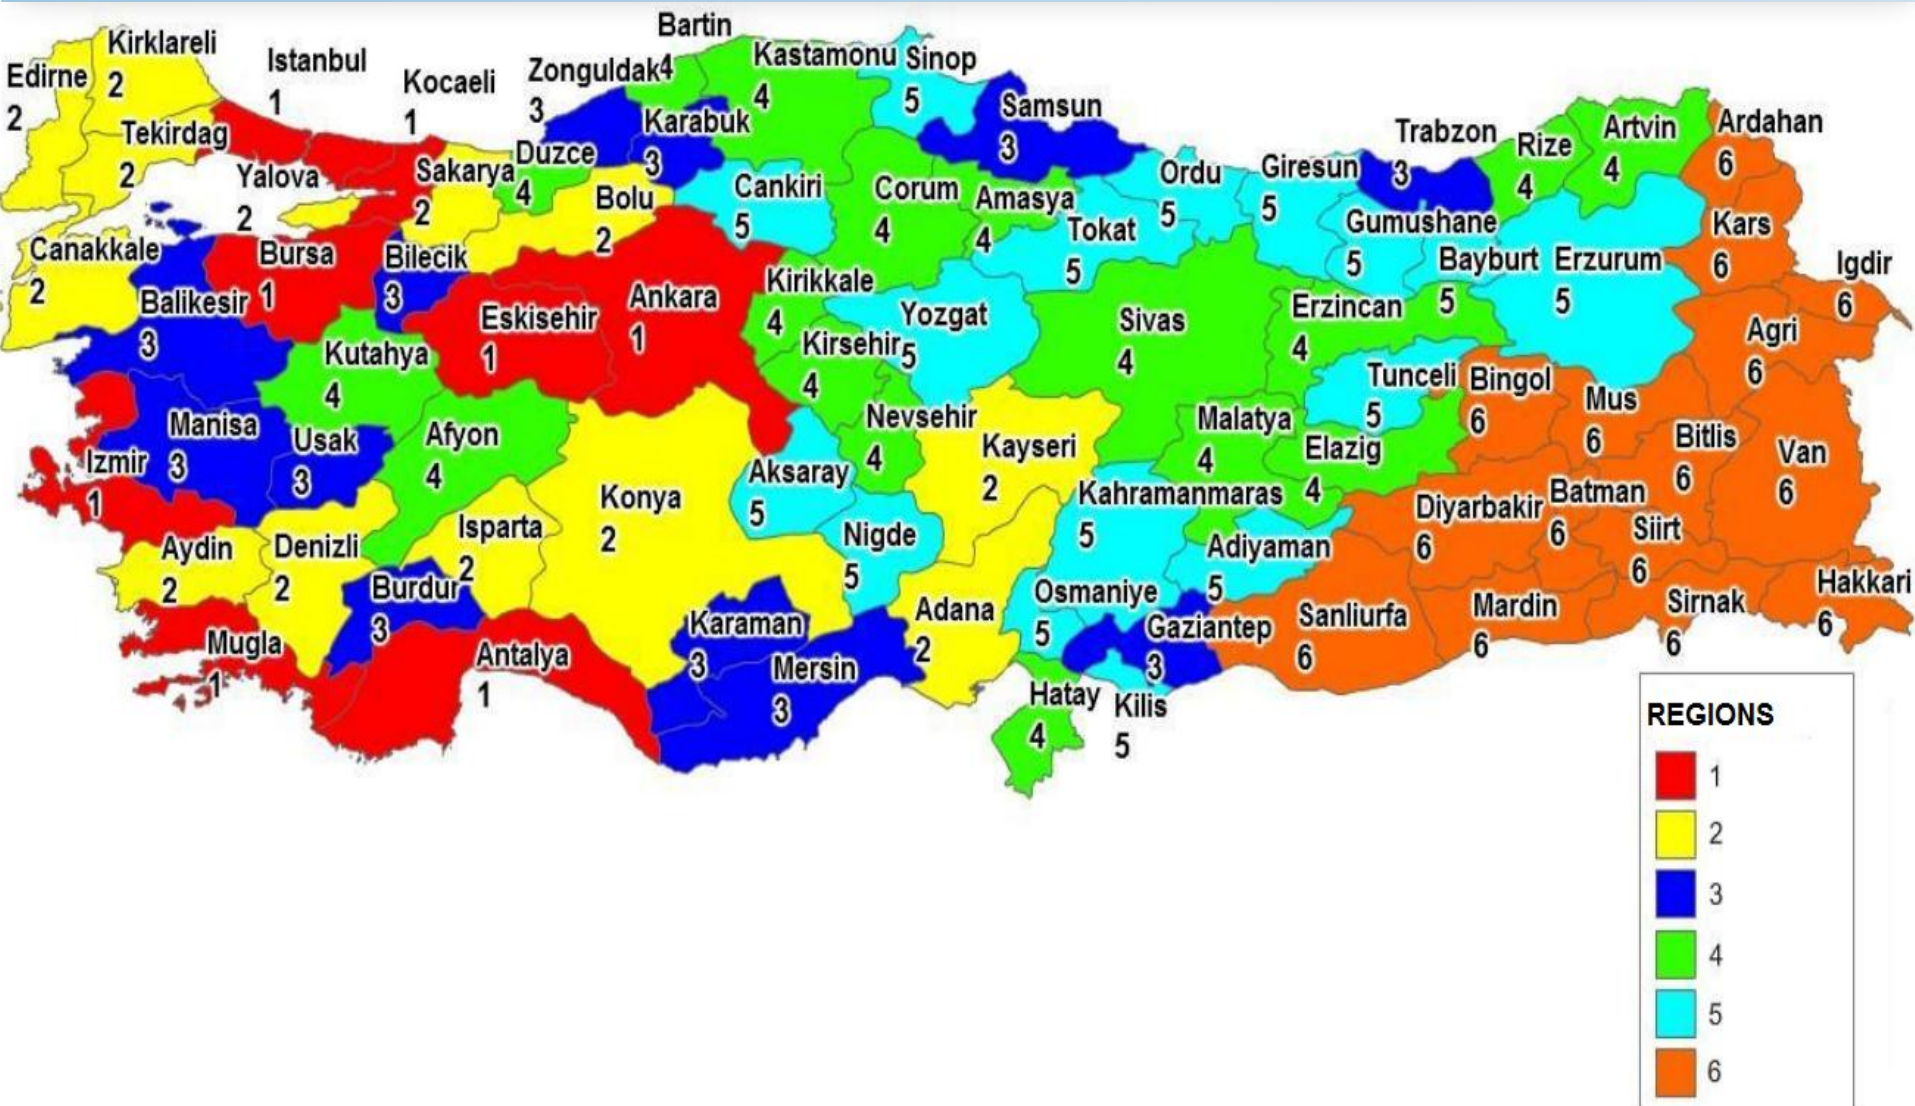 Bartin
4
Kirklareli
2
Istanbul
1
Kocaeli
1
Zonguldak
3
Kastamonu
4
Sinop
5
Edirne
2
Samsun
3
Karabuk
3
Trabzon
3
Rize
4
Artvin
4
Ardahan
6
Tekirdag
2
Yalova
2
Sakarya
2
Duzce
4
Bolu
2
Cankiri
5
Corum
4
Amasya
4
Tokat
5
Ordu
5
Giresun
5
Gumushane
5
Bayburt
5
Erzurum
5
Kars
6
Igdir
6
Canakkale
2
Balikesir
3
Bursa
1
Bilecik
3
Eskisehir
1
Ankara
1
Kirikkale
4
Kirsehir
4
Yozgat
5
Sivas
4
Erzincan
4
Agri
6
Kutahya
4
Manisa
3
Usak
3
Afyon
4
Nevsehir
4
Kayseri
2
Malatya
4
Elazig
4
Tunceli
5
Bingol
6
Mus
6
Bitlis
6
Van
6
Izmir
1
Konya
2
Aksaray
5
Nigde
5
Kahramanmaras
5
Adiyaman
5
Diyarbakir
6
Batman
6
Siirt
6
Aydin
2
Denizli
2
Isparta
2
Burdur
3
Karaman
3
Mersin
3
Adana
2
Osmaniye
5
Gaziantep
3
Sanliurfa
6
Mardin
6
Sirnak
6
Hakkari
6
Mugla
1
Antalya
1
Hatay
4
Kilis
5
REGIONS
1
2
3
4
5
6